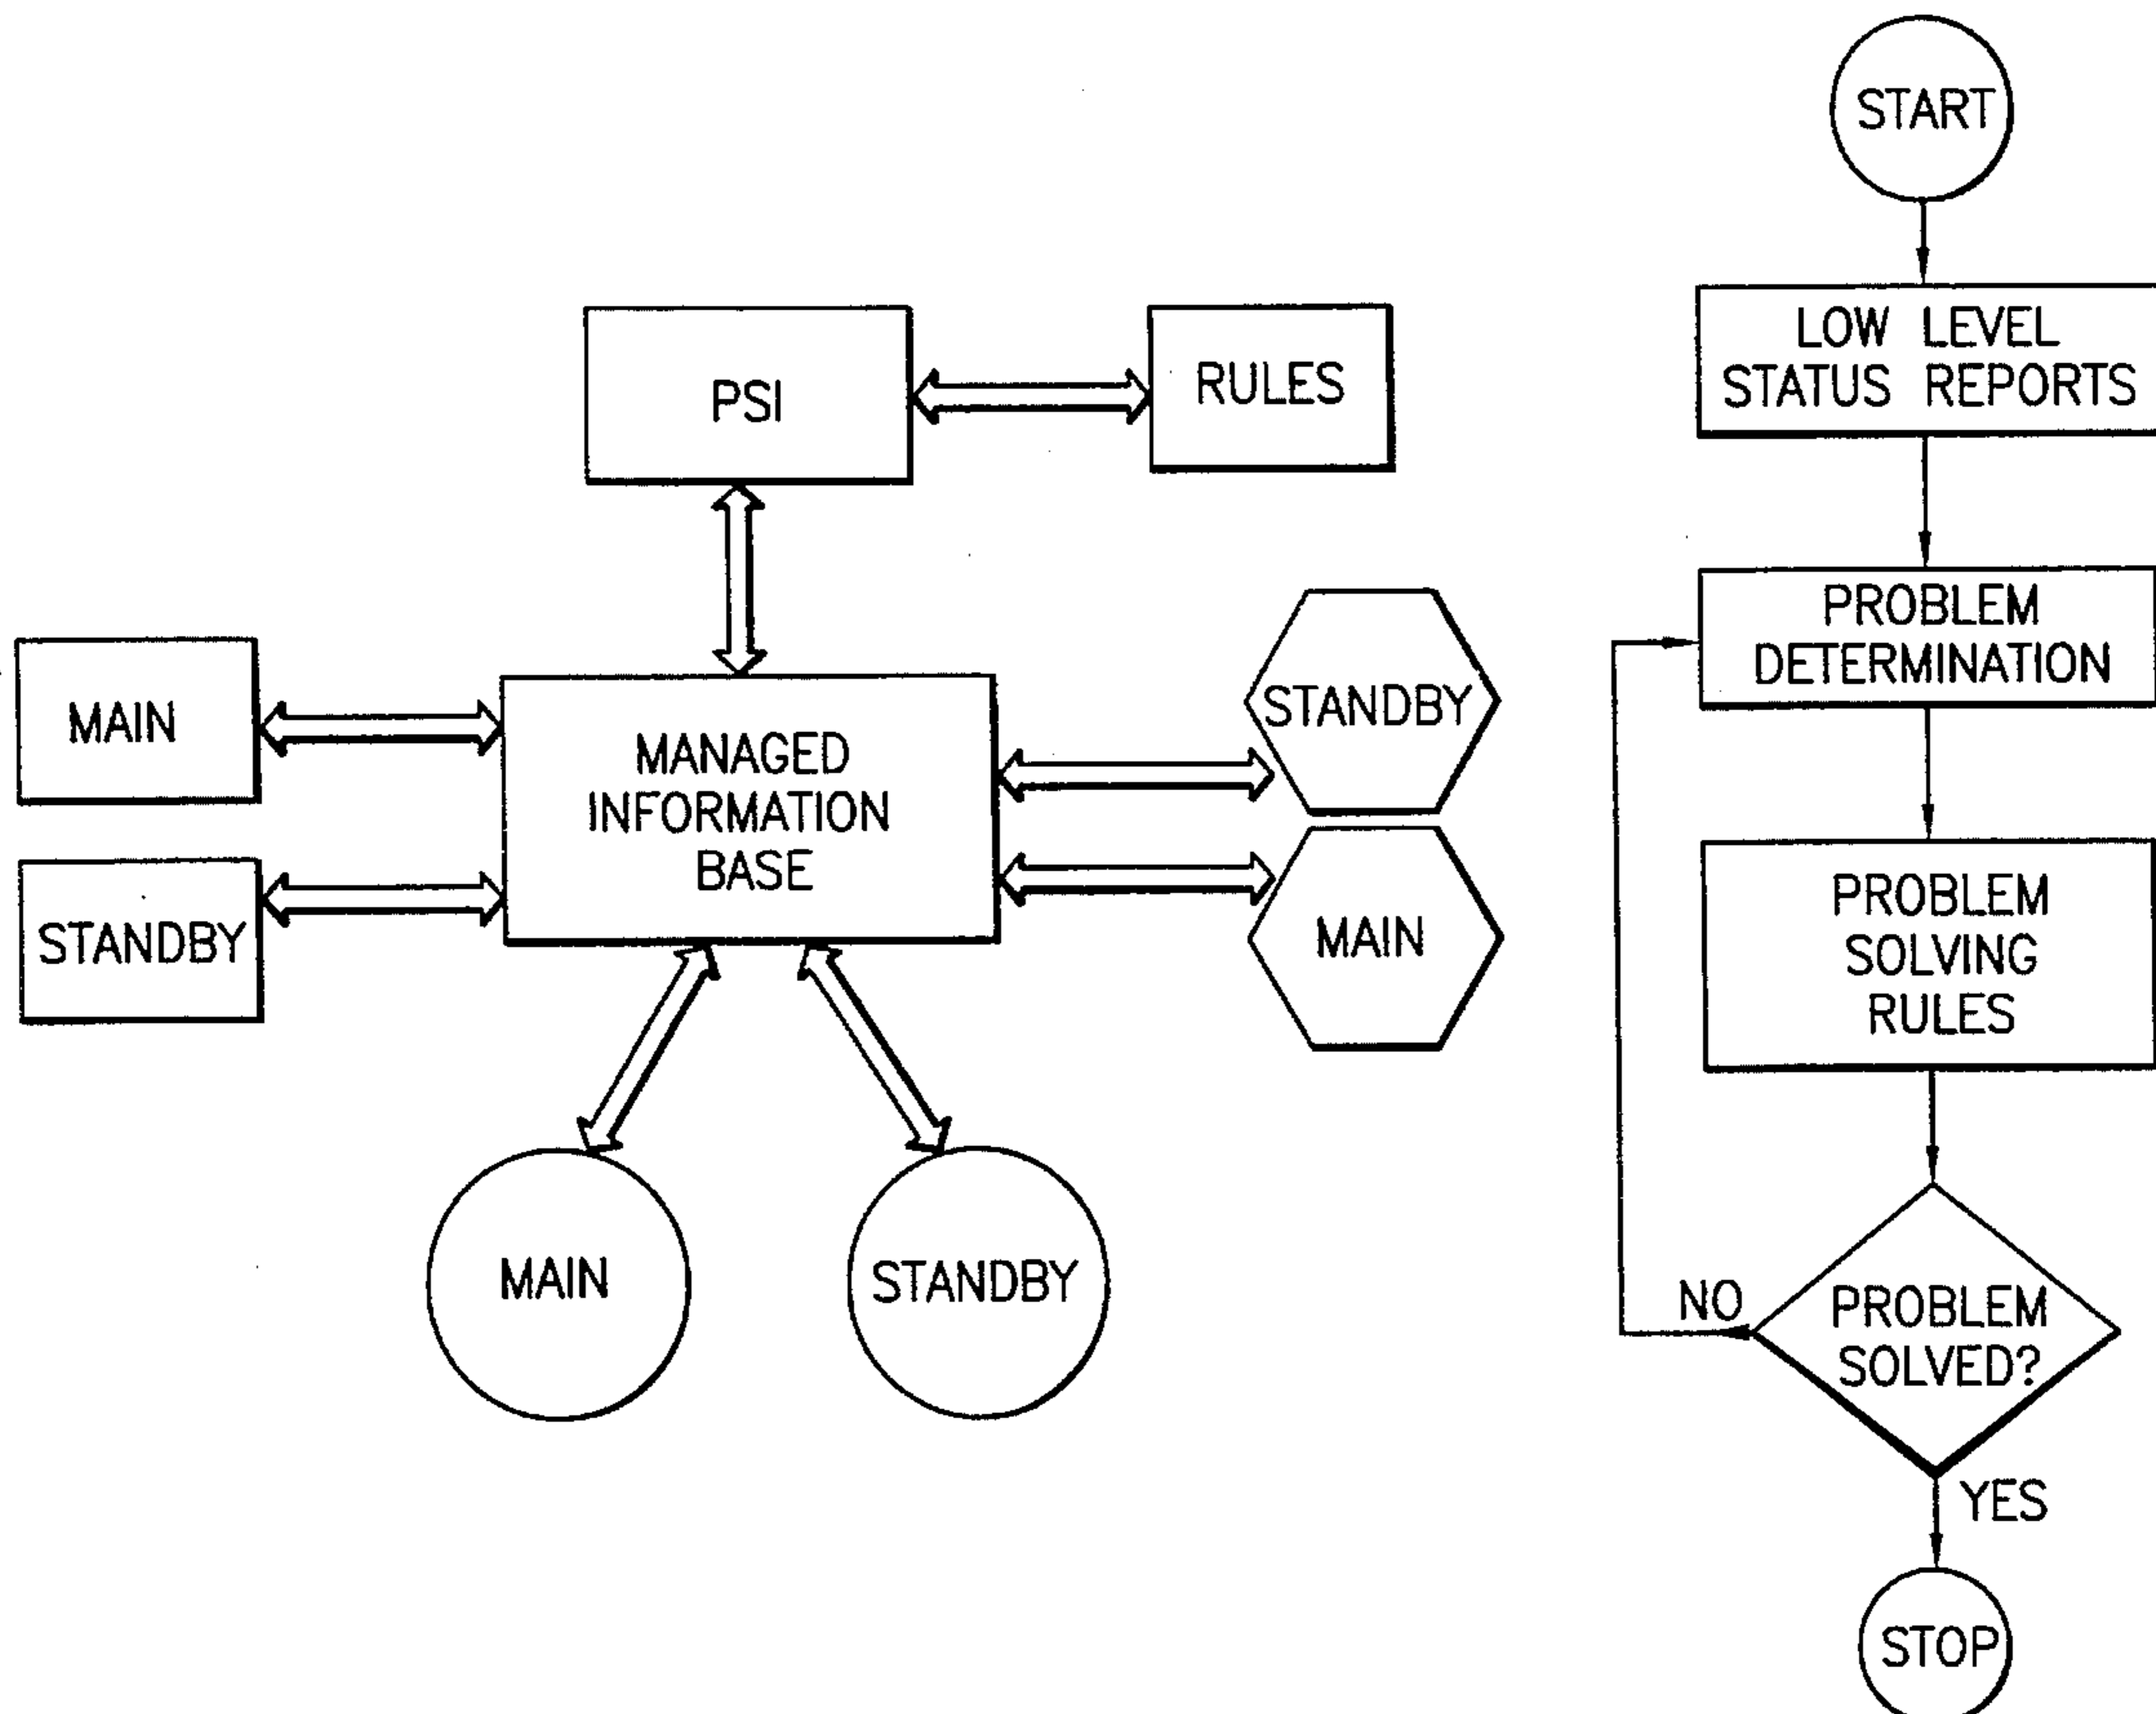 PSI
RULES
MAIN
STANDBY
MANAGED
INFORMATION
BASE
STANDBY
MAIN
MAIN
STANDBY
START
LOW LEVEL
STATUS REPORTS
PROBLEM
DETERMINATION
PROBLEM
SOLVING
RULES
PROBLEM
SOLVED?
NO
YES
STOP